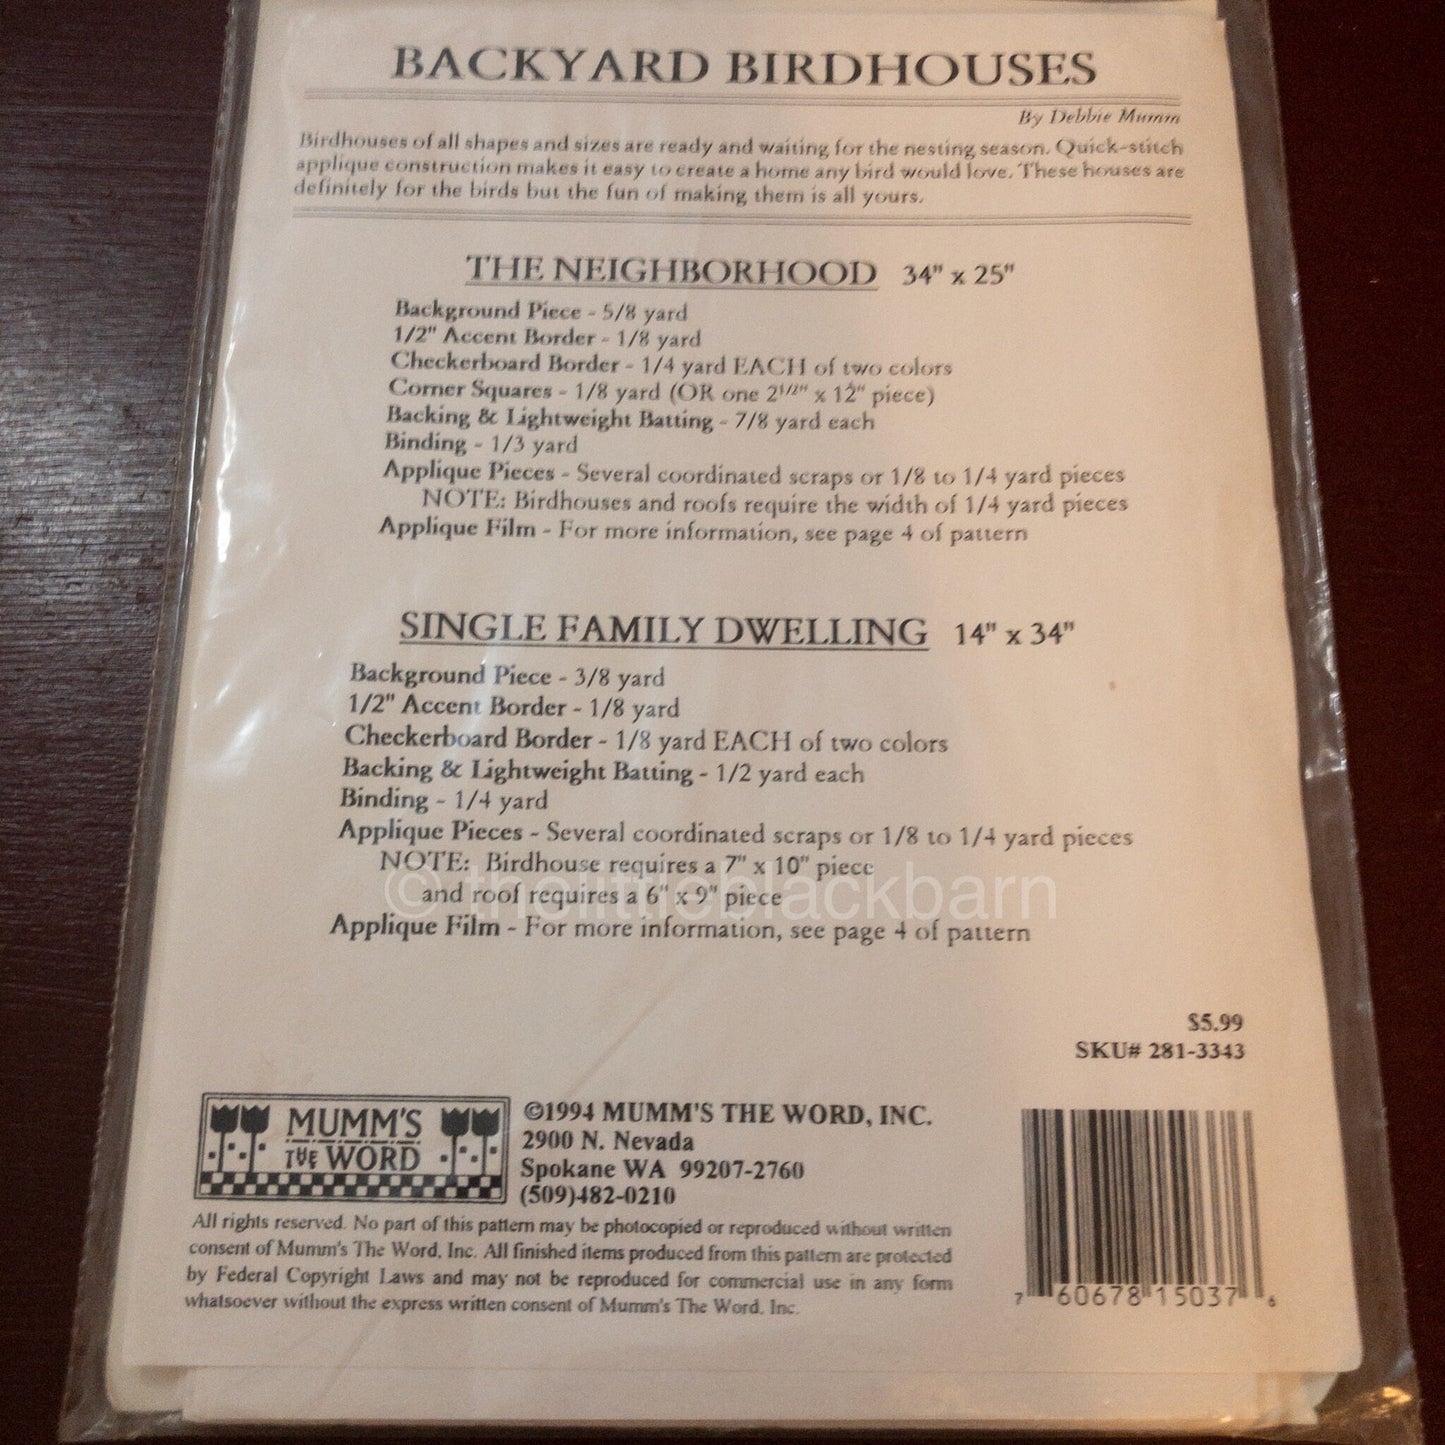 BACKYARD BIRDHOUSES
By Debbie Mumm
Birdhouses of all shapes and sizes are ready and waiting for the nesting season. Quick-stitch
applique construction makes it easy to create a home any bird would love. These houses are
definitely for the birds but the fun of making them is all yours.
THE NEIGHBORHOOD 34" x 25"
Background Piece - 5/8 yard
1/2" Accent Border - 1/8 yard
Checkerboard Border - 1/4 yard EACH of two colors
Corner Squares - 1/8 yard (OR one 2 1/2" x 12" piece)
Backing & Lightweight Batting - 7/8 yard each
Binding - 1/3 yard
Applique Pieces - Several coordinated scraps or 1/8 to 1/4 yard pieces
NOTE: Birdhouses and roofs require the width of 1/4 yard pieces
Applique Film - For more information, see page 4 of pattern
SINGLE FAMILY DWELLING 14" x 34"
Background Piece - 3/8 yard
1/2" Accent Border - 1/8 yard
Checkerboard Border - 1/8 yard EACH of two colors
Backing & Lightweight Batting - 1/2 yard each
Binding - 1/4 yard
Applique Pieces - Several coordinated scraps or 1/8 to 1/4 yard pieces
NOTE: Birdhouse requires a 7" x 10" piece
and roof requires a 6" x 9" piece
© thelittleblackbarn
Applique Film - For more information, see page 4 of pattern
$5.99
SKU# 281-3343
MUMM'S
THE WORD
©1994 MUMM'S THE WORD, INC.
2900 N. Nevada
Spokane WA 99207-2760
(509)482-0210
All rights reserved. No part of this pattern may be photocopied or reproduced without written
consent of Mumm's The Word, Inc. All finished items produced from this pattern are protected
by Federal Copyright Laws and may not be reproduced for commercial use in any form
whatsoever without the express written consent of Mumm's The Word, Inc.
7 60678 15037 6